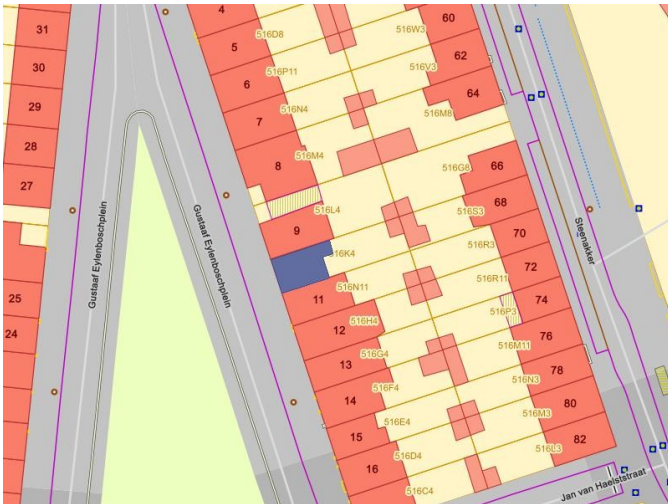 31
30
29
28
27
25
24
Gustaaf Eylenboschplein
4
5
6
7
8
9
11
12
13
14
15
16
Gustaaf Eylenboschplein
516D8
516P11
516N4
516M4
516L4
516K4
516N11
516H4
516G4
516F4
516E4
516D4
516C4
516W3
516V3
516M8
516G8
516S3
516R3
516R11
516P3
516M11
516N3
516M3
516L3
60
62
64
66
68
70
72
74
76
78
80
82
Steenakker
Jan van Haelststraat